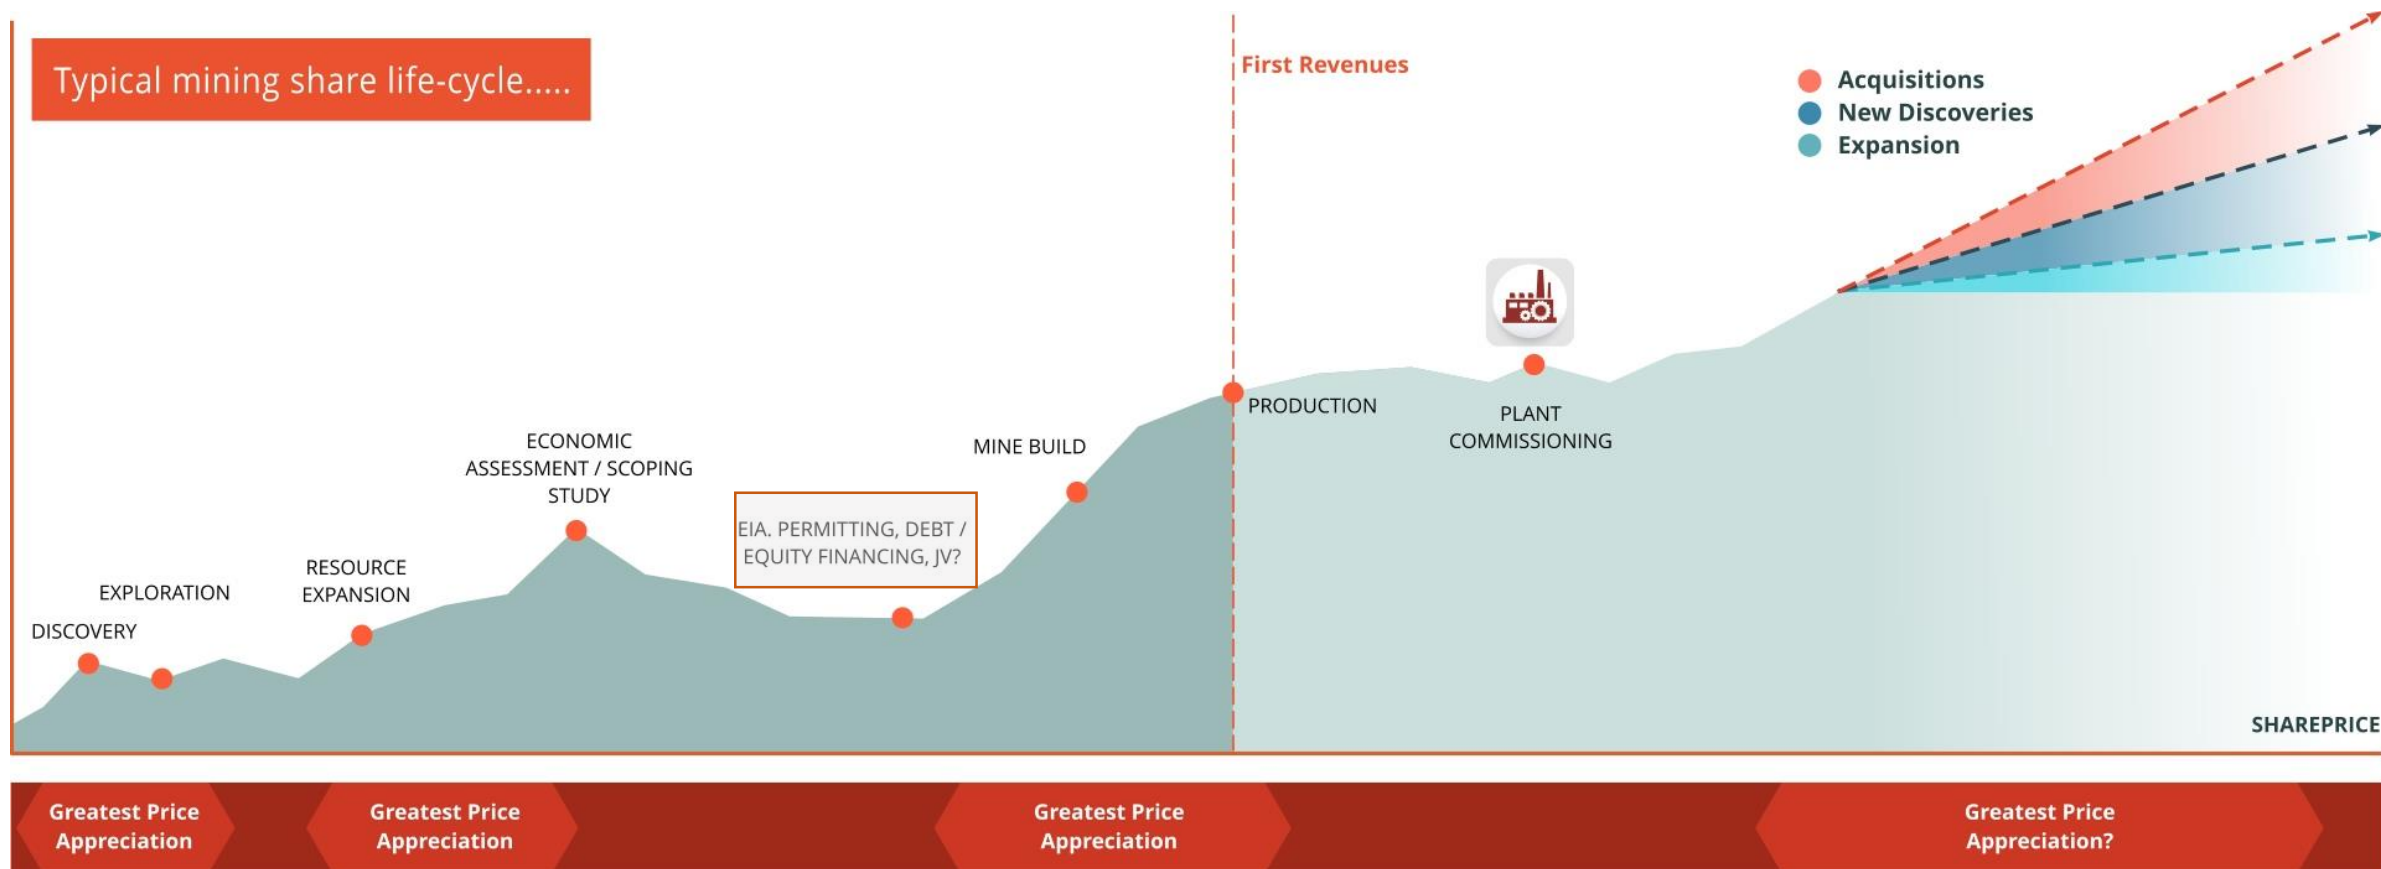 Typical mining share life-cycle.....
First Revenues
Acquisitions
New Discoveries
Expansion
PRODUCTION
PLANT
COMMISSIONING
MINE BUILD
ECONOMIC
ASSESSMENT / SCOPING
STUDY
EIA. PERMITTING, DEBT /
EQUITY FINANCING, JV?
RESOURCE
EXPANSION
EXPLORATION
DISCOVERY
SHAREPRICE
Greatest Price
Appreciation
Greatest Price
Appreciation
Greatest Price
Appreciation
Greatest Price
Appreciation?